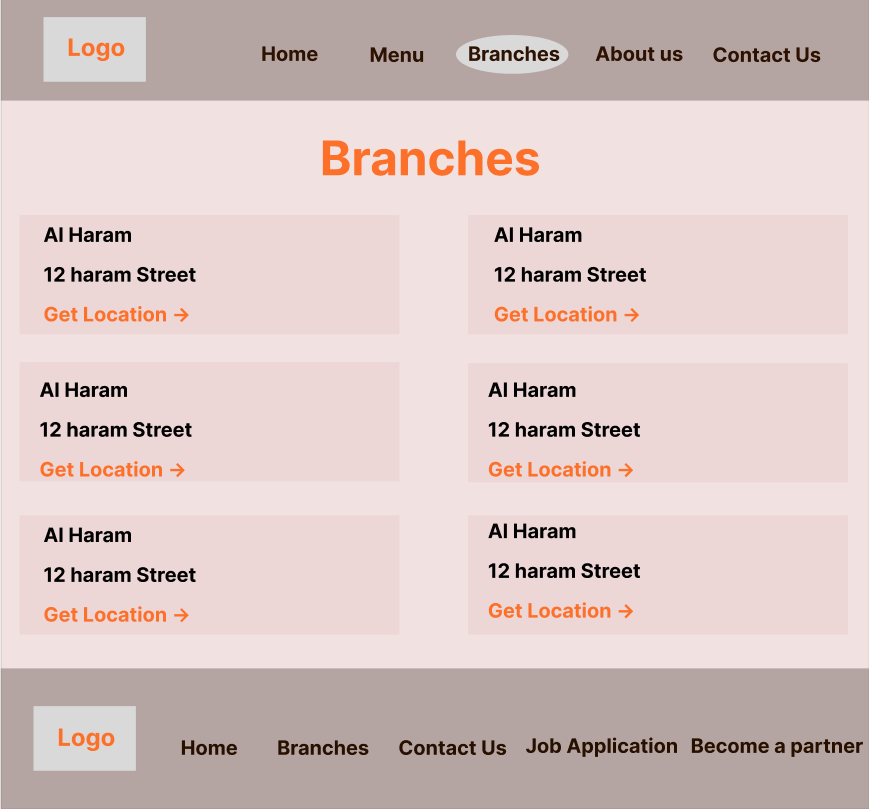 Logo
Home
Menu
Branches
About us
Contact Us
Branches
Al Haram
12 haram Street
Get Location →
Al Haram
12 haram Street
Get Location →
Al Haram
12 haram Street
Get Location →
Al Haram
12 haram Street
Get Location →
Al Haram
12 haram Street
Get Location →
Al Haram
12 haram Street
Get Location →
Logo
Home
Branches
Contact Us
Job Application
Become a partner